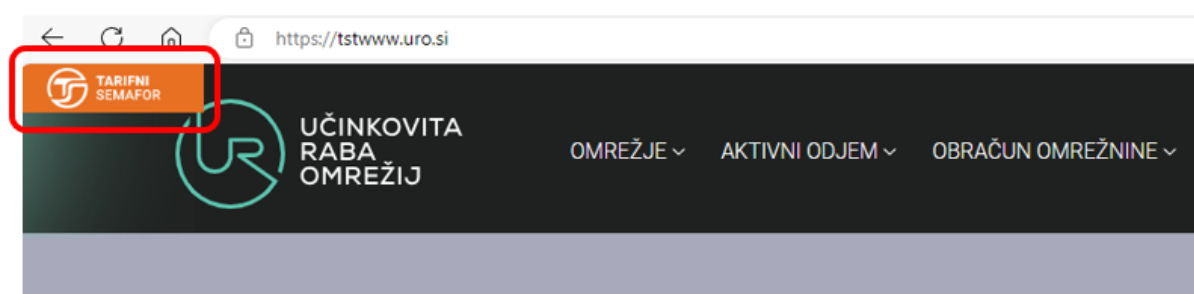 https://tstwww.uro.si
TARIFNI
SEMAFOR
UČINKOVITA
RABA
OMREŽIJ
OMREŽJE
AKTIVNI ODJEM
OBRAČUN OMREŽNINE